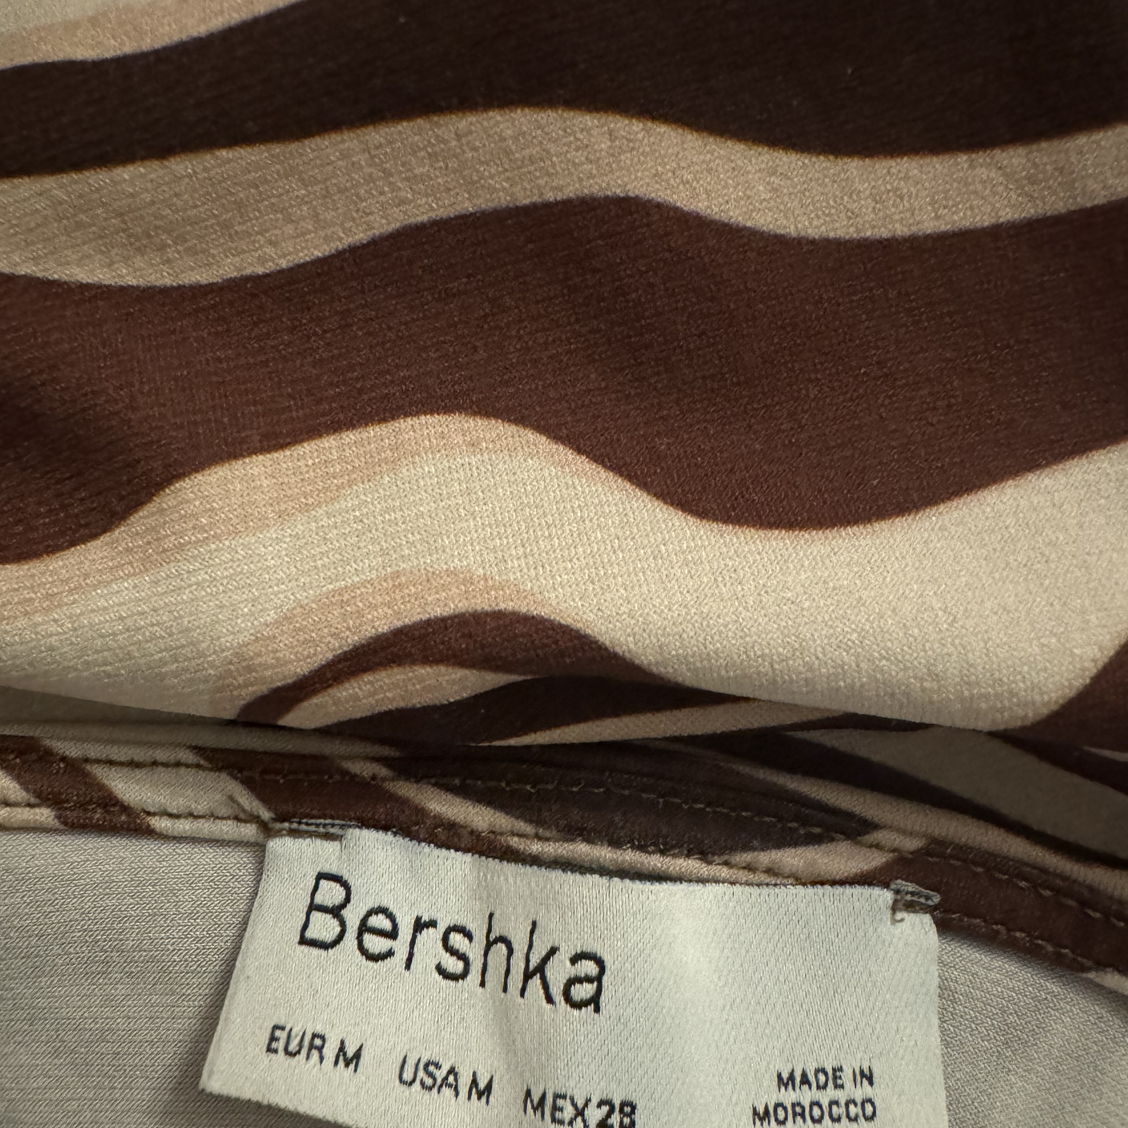 Bershka
EUR M USA M MEX 28
MADE IN
MOROCCO